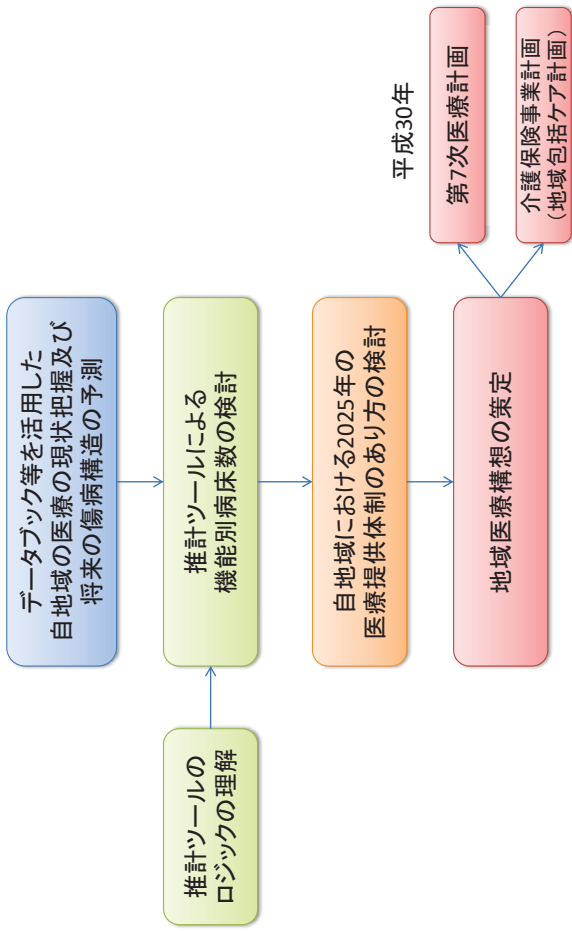 データブック等を活用した
自地域の医療の現状把握及び
将来の傷病構造の予測
推計ツールの
ロジックの理解
推計ツールによる
機能別病床数の検討
自地域における2025年の
医療提供体制のあり方の検討
地域医療構想の策定
平成30年
第7次医療計画
介護保険事業計画
(地域包括ケア計画)